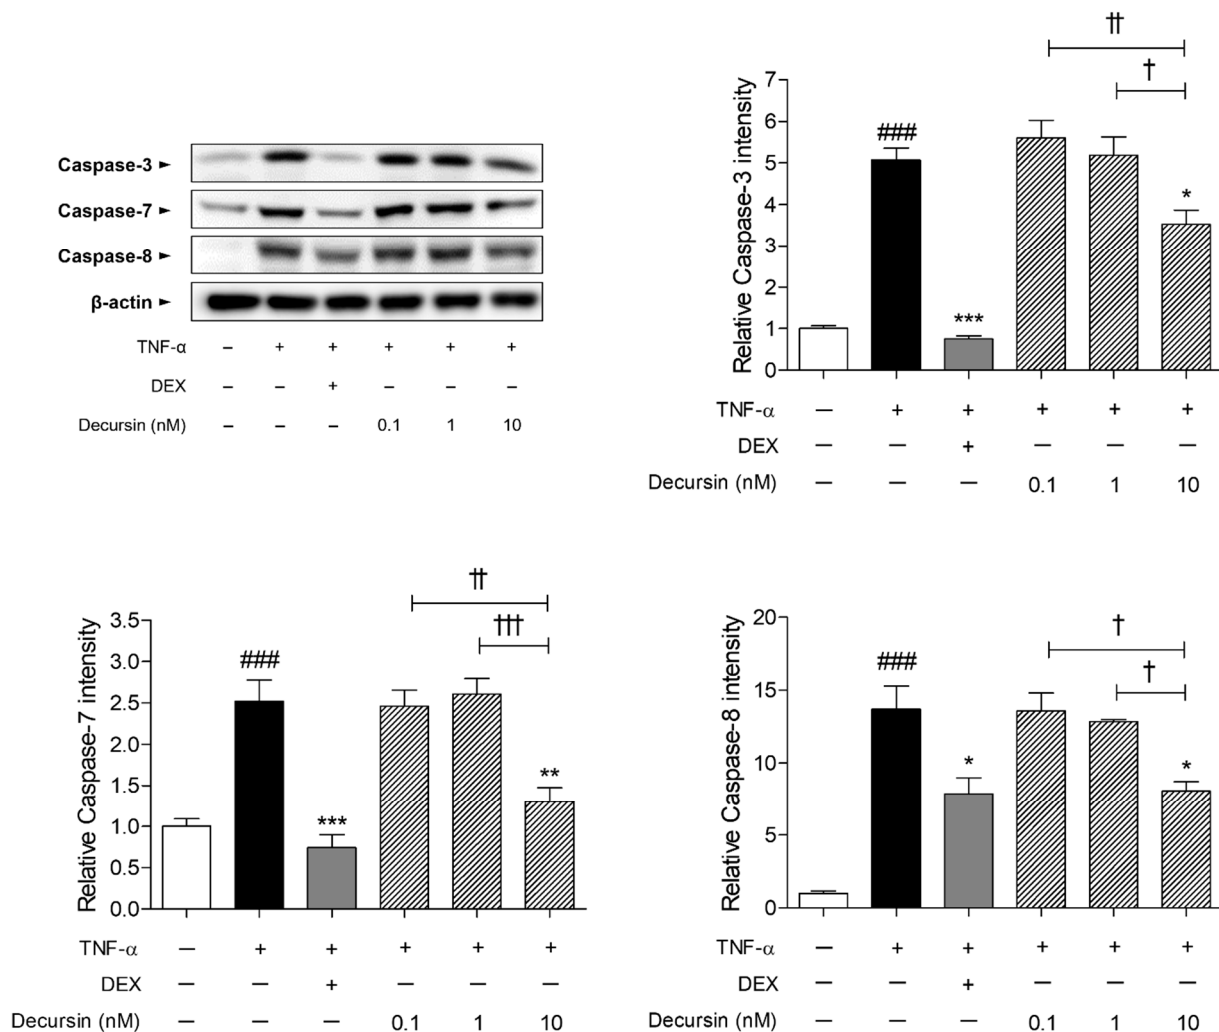 Caspase-3 ►
Caspase-7 ►
Caspase-8 ►
β-actin ►
TNF-α – + + + + +
DEX – – + – – –
Decursin (nM) – – – 0.1 1 10
Relative Caspase-3 intensity
7
6
5
4
3
2
1
0
###
***
*
††
†
TNF-α – + + + + +
DEX – – + – – –
Decursin (nM) – – – 0.1 1 10
Relative Caspase-7 intensity
3.5
3.0
2.5
2.0
1.5
1.0
0.5
0.0
###
***
**
††
†††
TNF-α – + + + + +
DEX – – + – – –
Decursin (nM) – – – 0.1 1 10
Relative Caspase-8 intensity
20
15
10
5
0
###
*
*
†
†
TNF-α – + + + + +
DEX – – + – – –
Decursin (nM) – – – 0.1 1 10